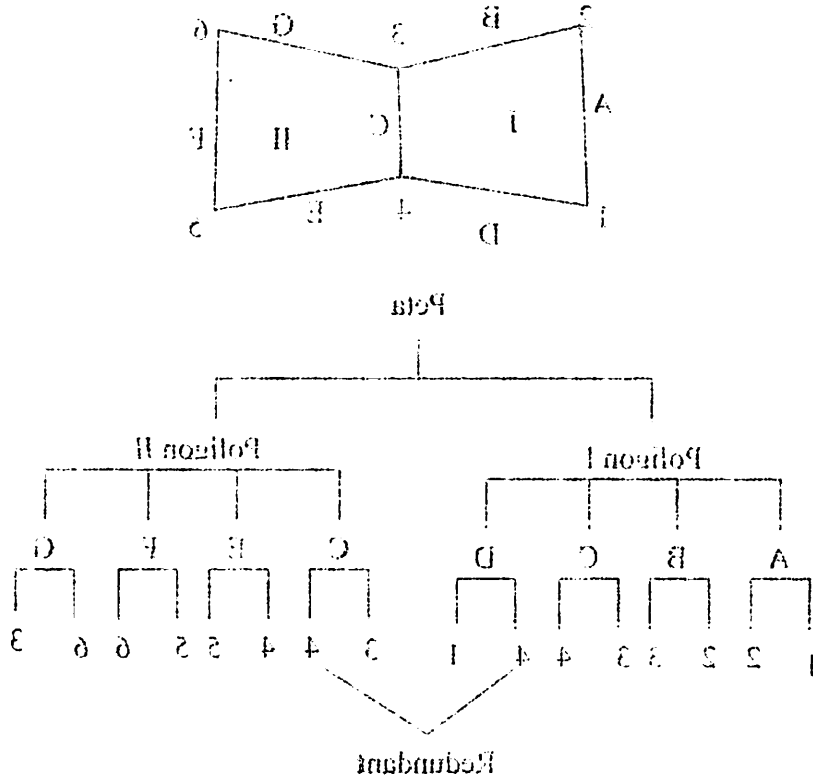 2 B 3 G 6
A I C II F
1 D 4 E 5
Peta
Poligon I Poligon II
A B C D C E F G
1 2 2 3 3 4 4 1 3 4 4 5 5 6 6 3
Redundant